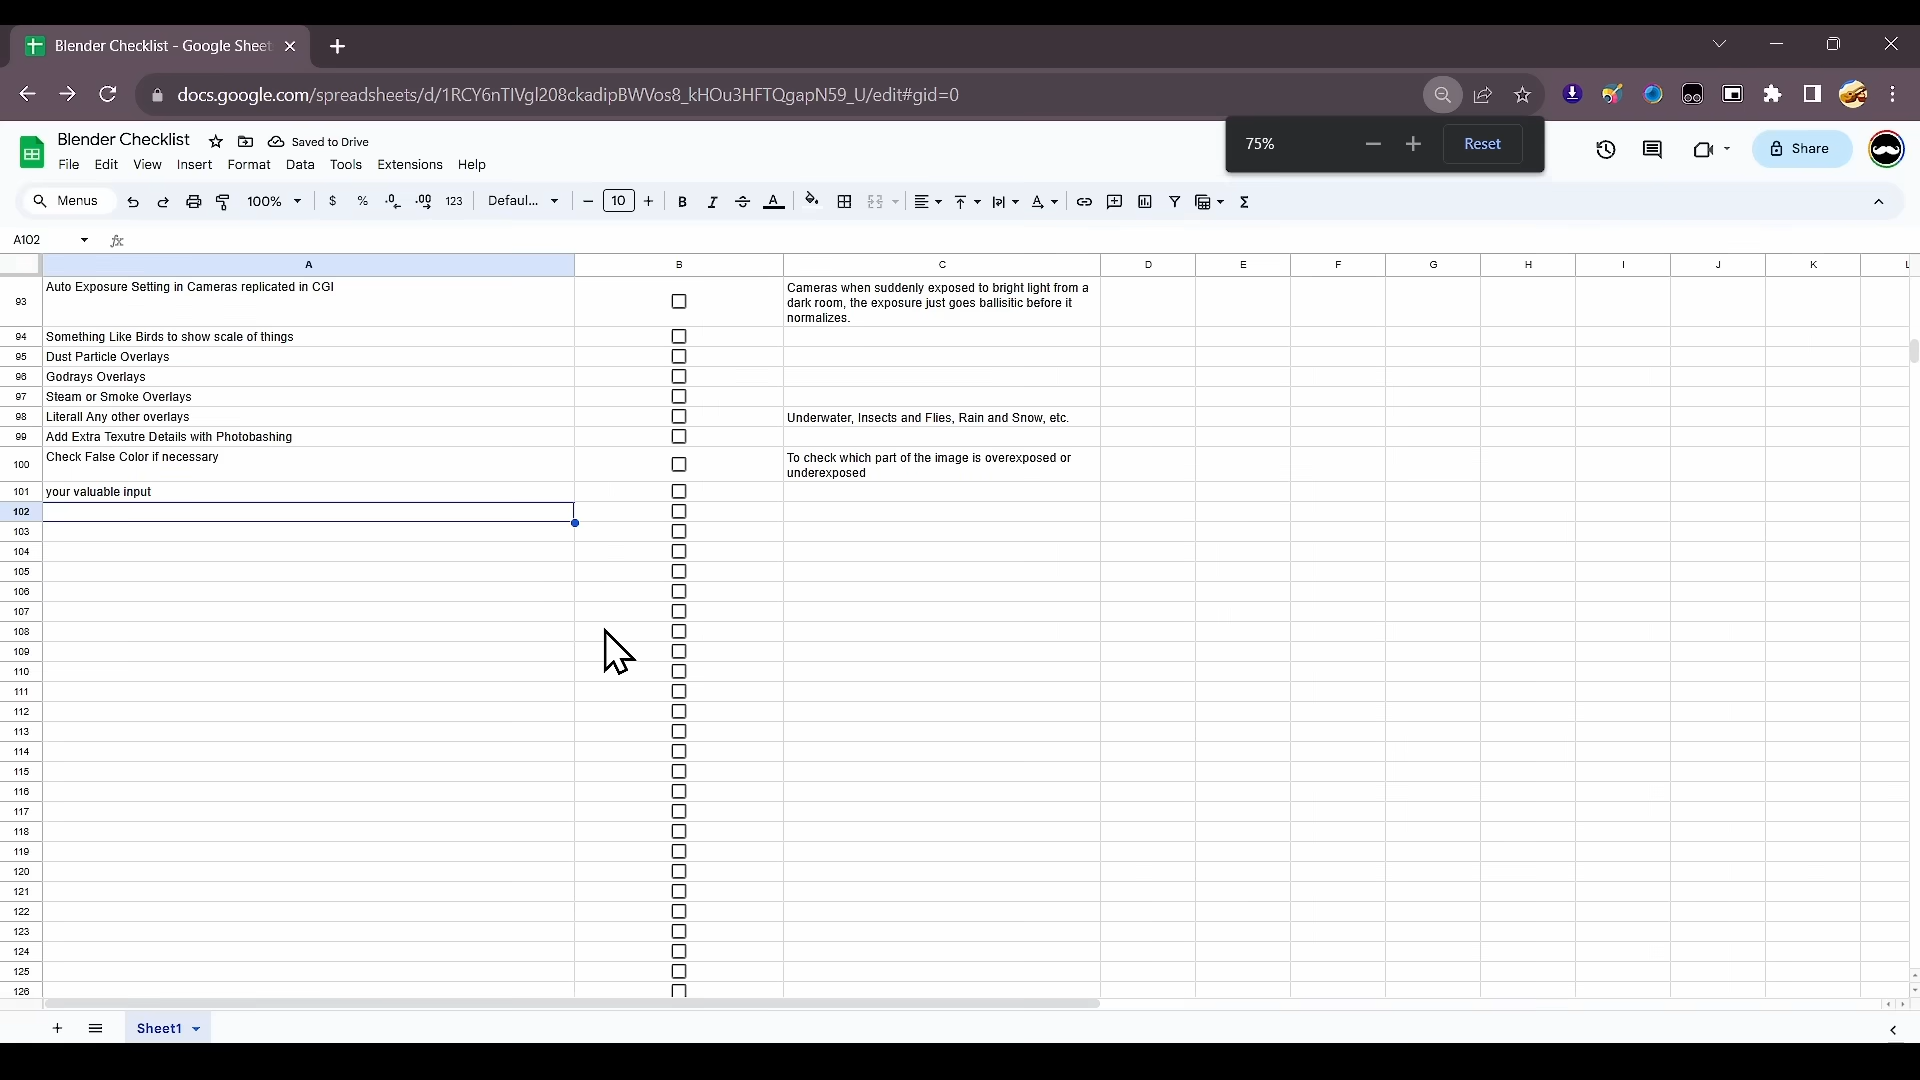 Blender Checklist - Google Sheet
docs.google.com/spreadsheets/d/1RCY6nTIVgl208ckadipBWVos8_kHOu3HFTQgapN59_U/edit#gid=0
Blender Checklist
Saved to Drive
75%
Reset
Share
File Edit View Insert Format Data Tools Extensions Help
Menus
100%
$ % .0 .00 123
Defaul...
10
B I S A
A102
fx
A B C D E F G H I J K L
93 Auto Exposure Setting in Cameras replicated in CGI
Cameras when suddenly exposed to bright light from a
dark room, the exposure just goes ballisitic before it
normalizes.
94 Something Like Birds to show scale of things
95 Dust Particle Overlays
96 Godrays Overlays
97 Steam or Smoke Overlays
98 Literall Any other overlays Underwater, Insects and Flies, Rain and Snow, etc.
99 Add Extra Texutre Details with Photobashing
100 Check False Color if necessary
To check which part of the image is overexposed or
underexposed
101 your valuable input
102
103
104
105
106
107
108
109
110
111
112
113
114
115
116
117
118
119
120
121
122
123
124
125
126
Sheet1